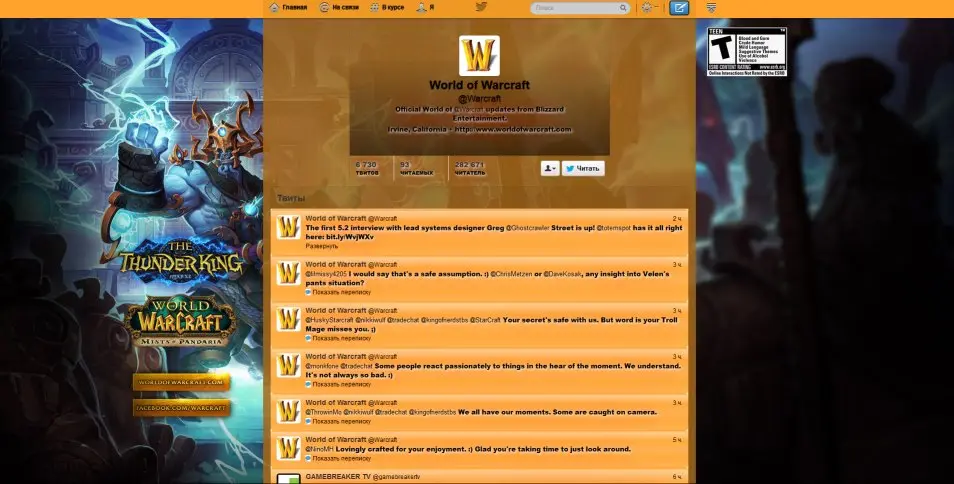 Главная
На связи
В курсе
Я
Поиск
TEEN
T
Blood and Gore
Crude Humor
Mild Language
Suggestive Themes
Use of Alcohol
Violence
ESRB CONTENT RATING www.esrb.org
Online Interactions Not Rated by the ESRB
W
World of Warcraft
@Warcraft
Official World of @Warcraft updates from Blizzard
Entertainment.
Irvine, California • http://www.worldofwarcraft.com
6 730
ТВИТОВ
93
ЧИТАЕМЫХ
282 671
ЧИТАТЕЛЬ
Читать
Твиты
World of Warcraft @Warcraft 2 ч.
The first 5.2 interview with lead systems designer Greg @Ghostcrawler Street is up! @totemspot has it all right
here: bit.ly/WvjWXv
Развернуть
World of Warcraft @Warcraft 3 ч.
@Mmissy4205 I would say that's a safe assumption. :) @ChrisMetzen or @DaveKosak, any insight into Velen's
pants situation?
Показать переписку
World of Warcraft @Warcraft 3 ч.
@HuskyStarcraft @nikkiwulf @tradechat @kingofnerdstbs @StarCraft Your secret's safe with us. But word is your Troll
Mage misses you. ;)
Показать переписку
World of Warcraft @Warcraft 3 ч.
@monkfone @tradechat Some people react passionately to things in the hear of the moment. We understand.
It's not always so bad. :)
Показать переписку
World of Warcraft @Warcraft 3 ч.
@ThrowinMo @nikkiwulf @tradechat @kingofnerdstbs We all have our moments. Some are caught on camera.
Показать переписку
World of Warcraft @Warcraft 5 ч.
@NinoMH Lovingly crafted for your enjoyment. :) Glad you're taking time to just look around.
Показать переписку
GAMEBREAKER TV @gamebreakertv 6 ч.
THE
THUNDER KING
WORLD
OF
WARCRAFT
MISTS OF PANDARIA
WORLDOFWARCRAFT.COM
FACEBOOK.COM/WARCRAFT